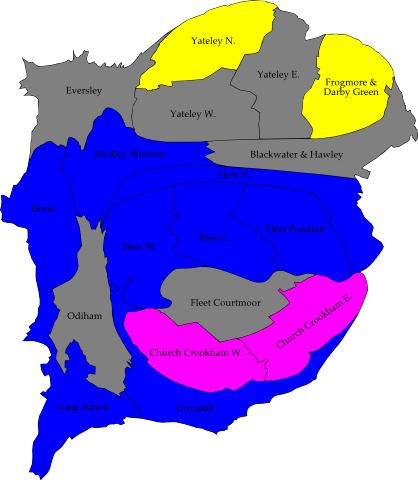 Yateley N.
Yateley E.
Frogmore &
Darby Green
Eversley
Yateley W.
Hartley Wintney
Blackwater & Hawley
Fleet N.
Hook
Fleet W.
Fleet C.
Fleet Pondtail
Fleet Courtmoor
Odiham
Church Crookham E.
Church Crookham W.
Long Sutton
Crondall